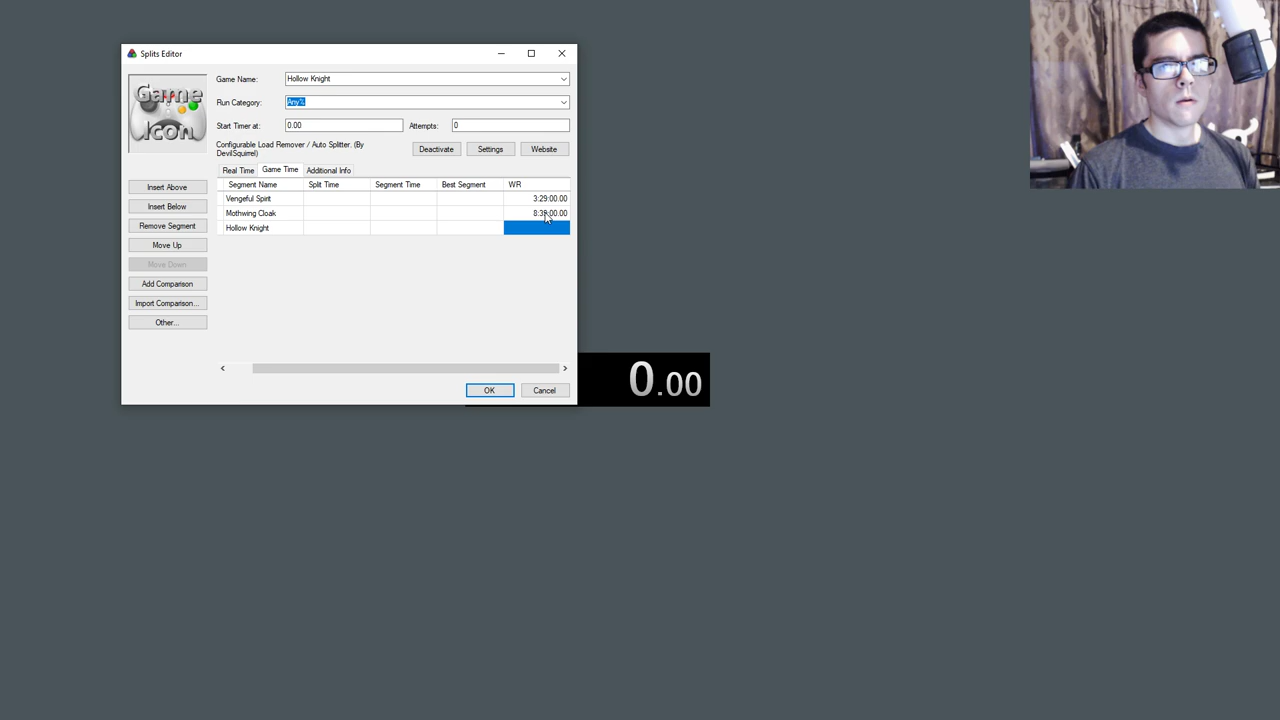 Splits Editor
Game Icon
Game Name: Hollow Knight
Run Category: Any%
Start Timer at: 0.00 Attempts: 0
Configurable Load Remover / Auto Splitter. (By DevilSquirrel)
Deactivate Settings Website
Real Time Game Time Additional Info
Segment Name Split Time Segment Time Best Segment WR
Vengeful Spirit 3:29:00.00
Mothwing Cloak
Hollow Knight
Insert Above
Insert Below
Remove Segment
Move Up
Move Down
Add Comparison
Import Comparison...
Other...
OK Cancel
0.00